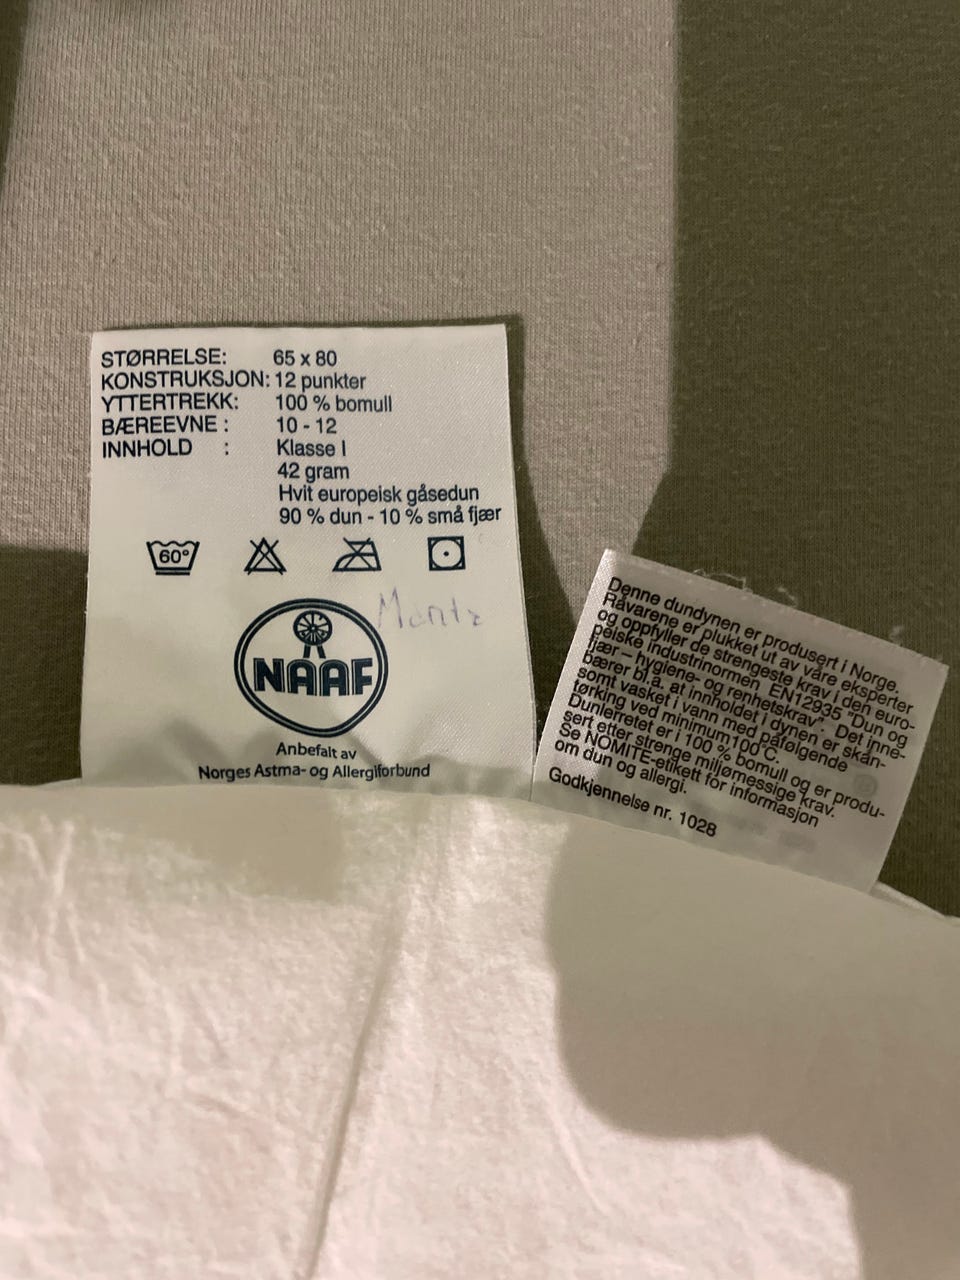 STØRRELSE: 65 x 80
KONSTRUKSJON: 12 punkter
YTTERTREKK: 100 % bomull
BÆREEVNE : 10 - 12
INNHOLD : Klasse I
42 gram
Hvit europeisk gåsedun
90 % dun - 10 % små fjær
60°
NAAF
Anbefalt av
Norges Astma- og Allergiforbund
Denne dundynen er produsert i Norge.
Råvarene er plukket ut av våre eksperter
og oppfyller de strengeste krav i den euro-
peiske industrinormen EN12935 "Dun og
fjær – hygiene- og renhetskrav". Det inne-
bærer bl.a. at innholdet i dynen er skån-
somt vasket i vann med påfølgende
tørking ved minimum100°C.
Dunlerretet er i 100 % bomull og er produ-
sert etter strenge miljømessige krav.
Se NOMITE-etikett for informasjon
om dun og allergi.
Godkjennelse nr. 1028